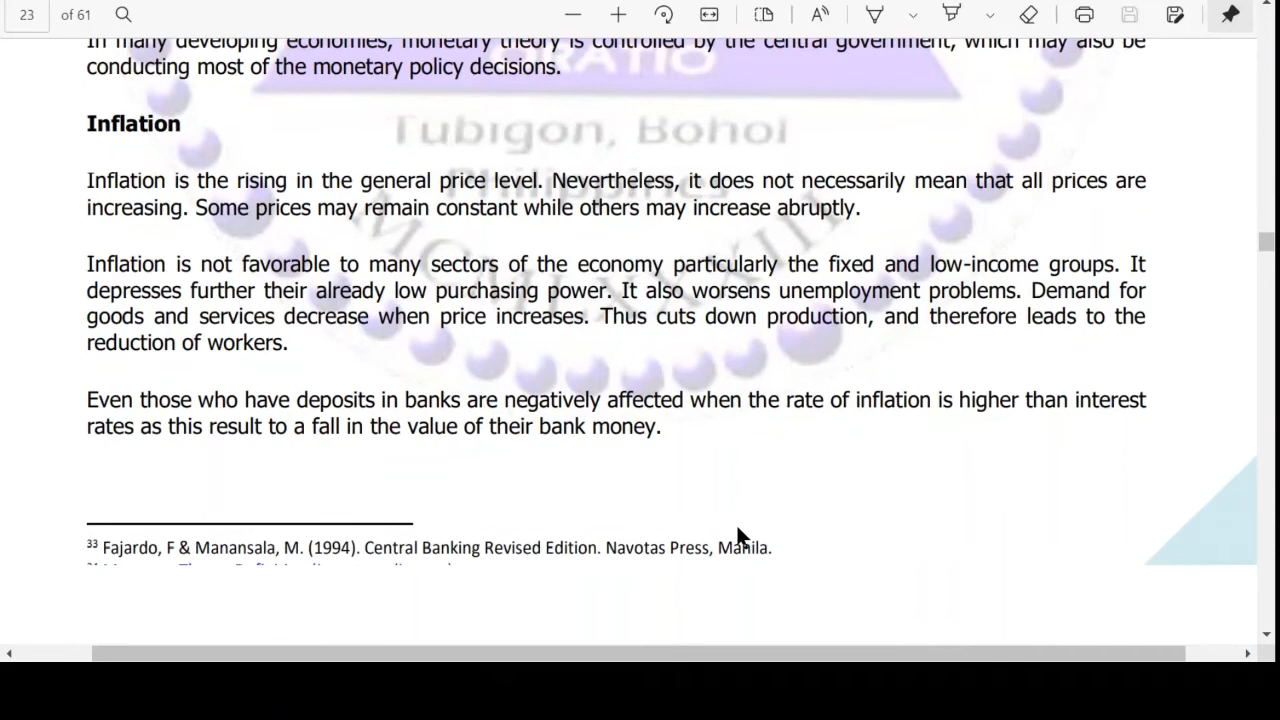 23 of 61
In many developing economies, monetary theory is controlled by the central government, which may also be
conducting most of the monetary policy decisions.
ORATIO
Inflation
Tubigon, Bohol
Philippines
Inflation is the rising in the general price level. Nevertheless, it does not necessarily mean that all prices are
increasing. Some prices may remain constant while others may increase abruptly.
MCMLXXXIII
Inflation is not favorable to many sectors of the economy particularly the fixed and low-income groups. It
depresses further their already low purchasing power. It also worsens unemployment problems. Demand for
goods and services decrease when price increases. Thus cuts down production, and therefore leads to the
reduction of workers.
Even those who have deposits in banks are negatively affected when the rate of inflation is higher than interest
rates as this result to a fall in the value of their bank money.
33 Fajardo, F & Manansala, M. (1994). Central Banking Revised Edition. Navotas Press, Manila.